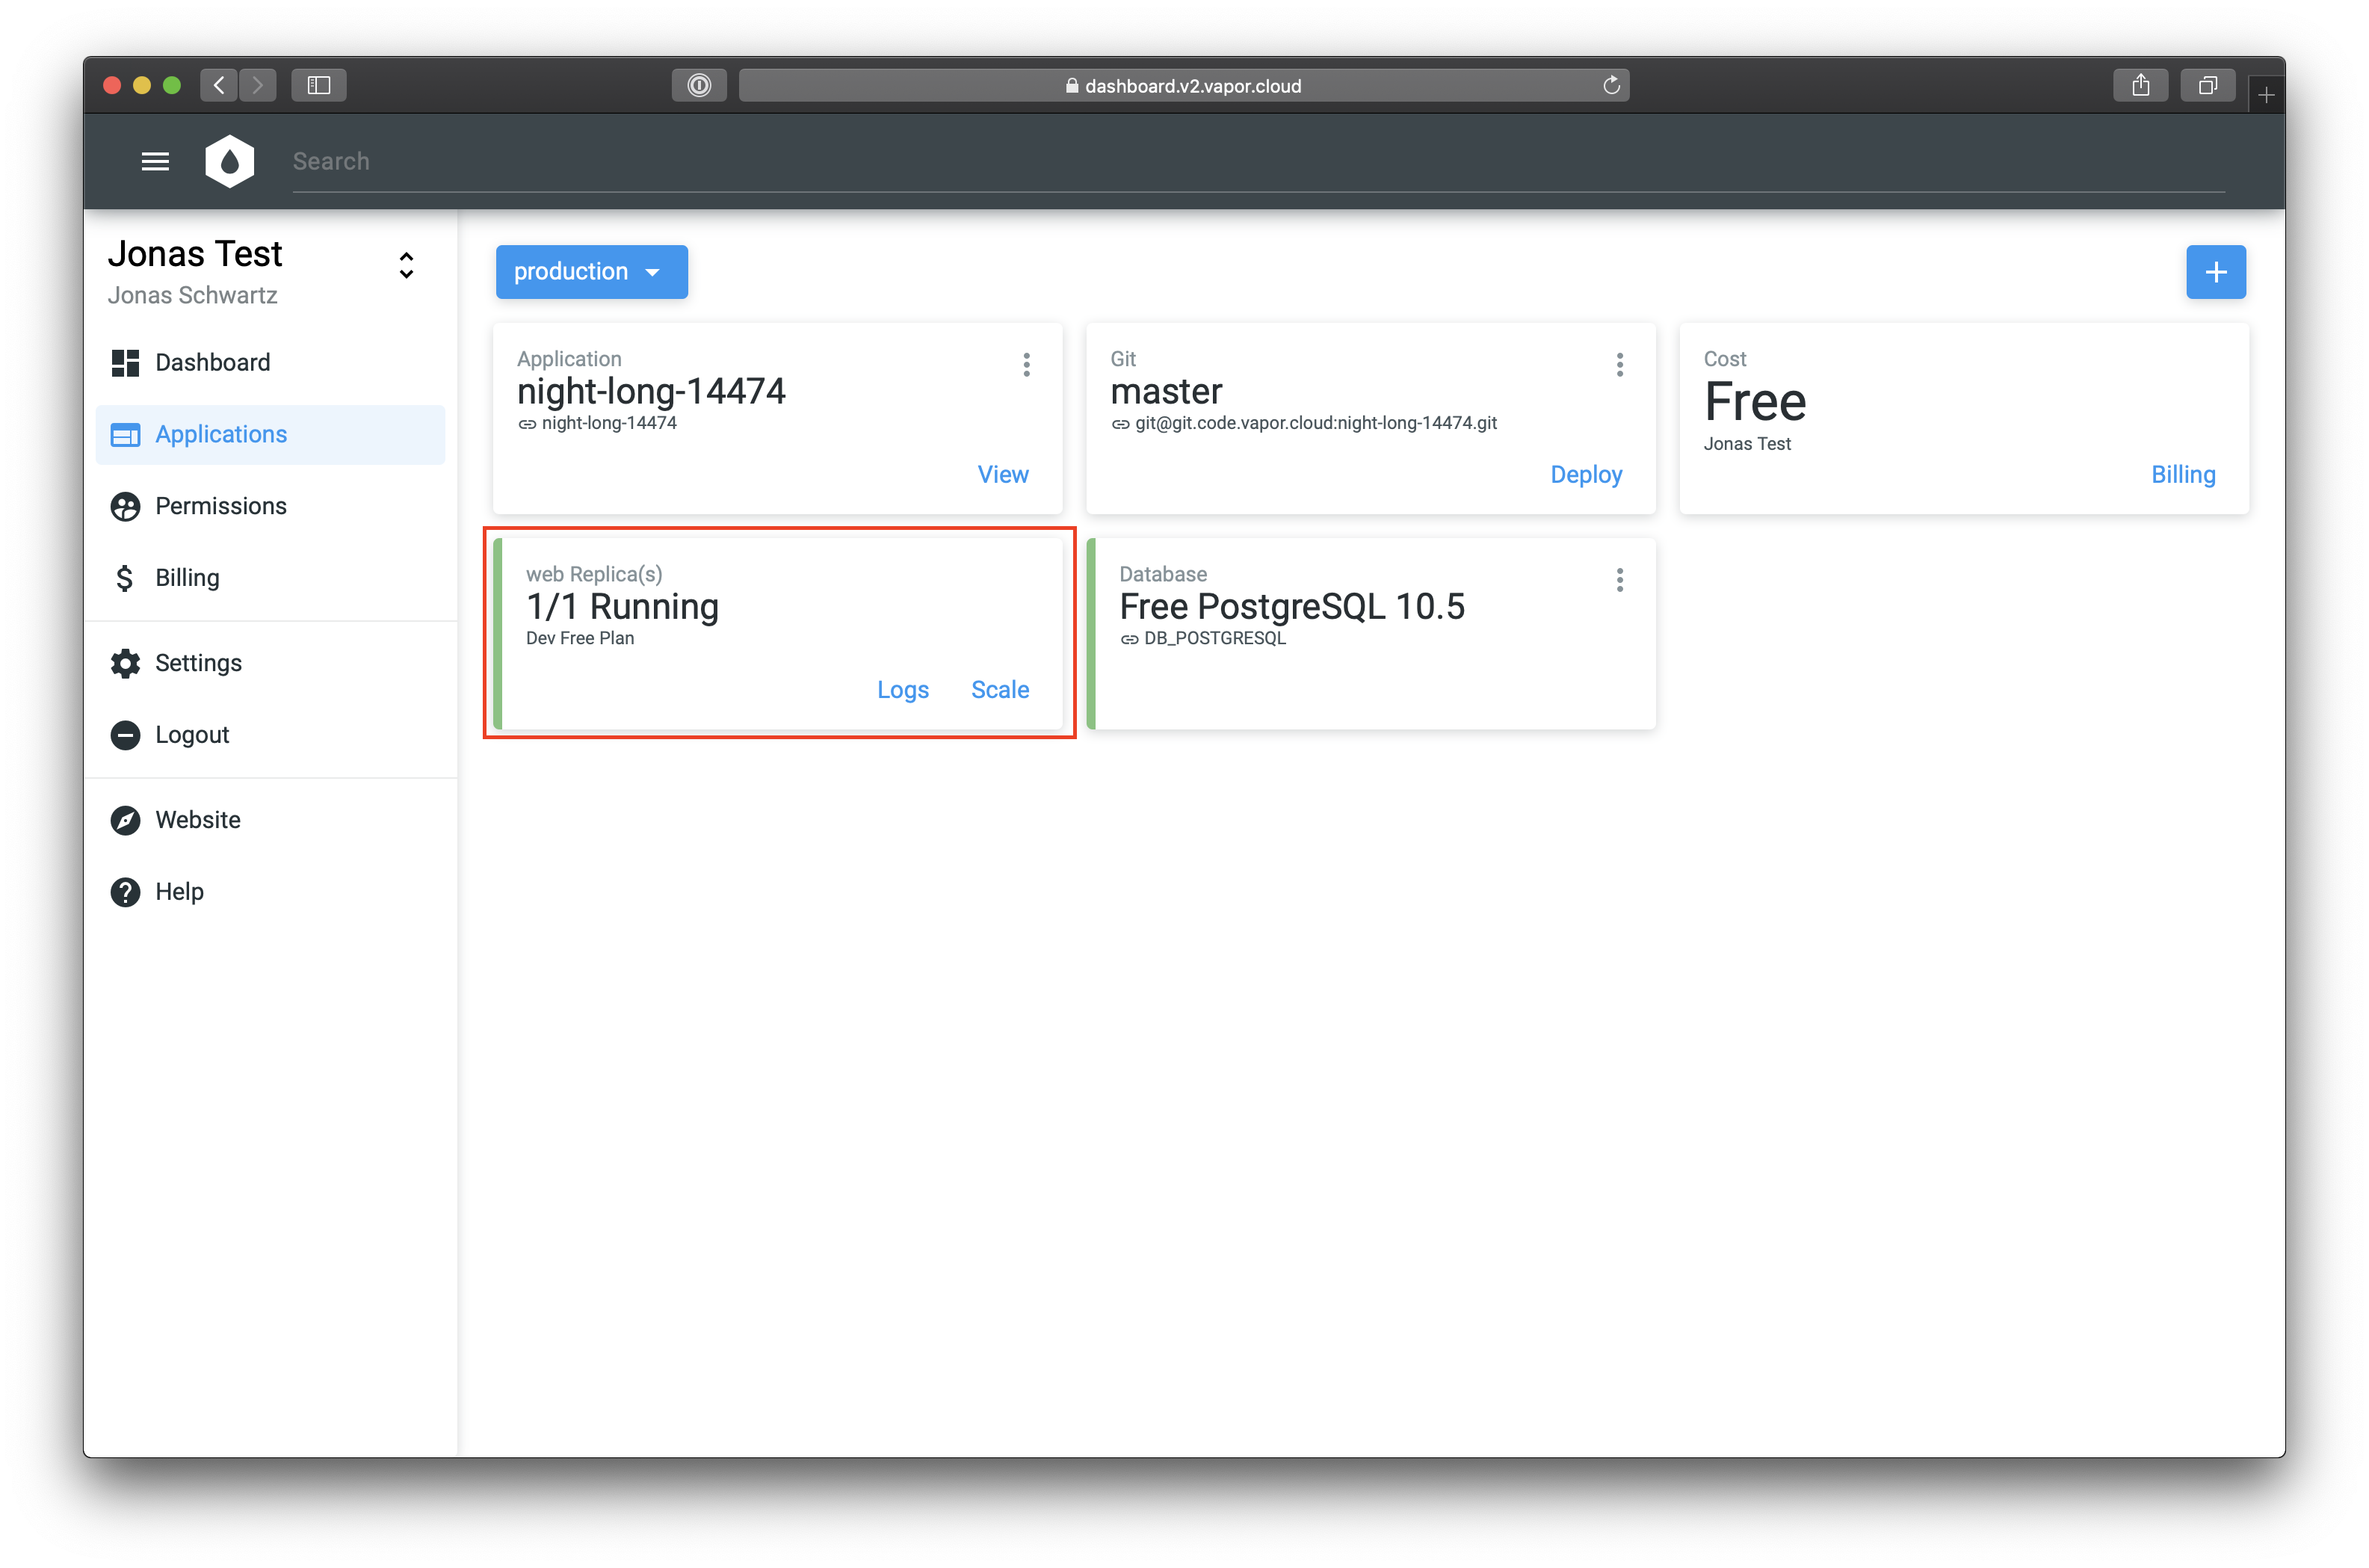 dashboard.v2.vapor.cloud
Search
Jonas Test
Jonas Schwartz
Dashboard
Applications
Permissions
Billing
Settings
Logout
Website
Help
production
Application
night-long-14474
night-long-14474
View
Git
master
git@git.code.vapor.cloud:night-long-14474.git
Deploy
Cost
Free
Jonas Test
Billing
web Replica(s)
1/1 Running
Dev Free Plan
Logs Scale
Database
Free PostgreSQL 10.5
DB_POSTGRESQL